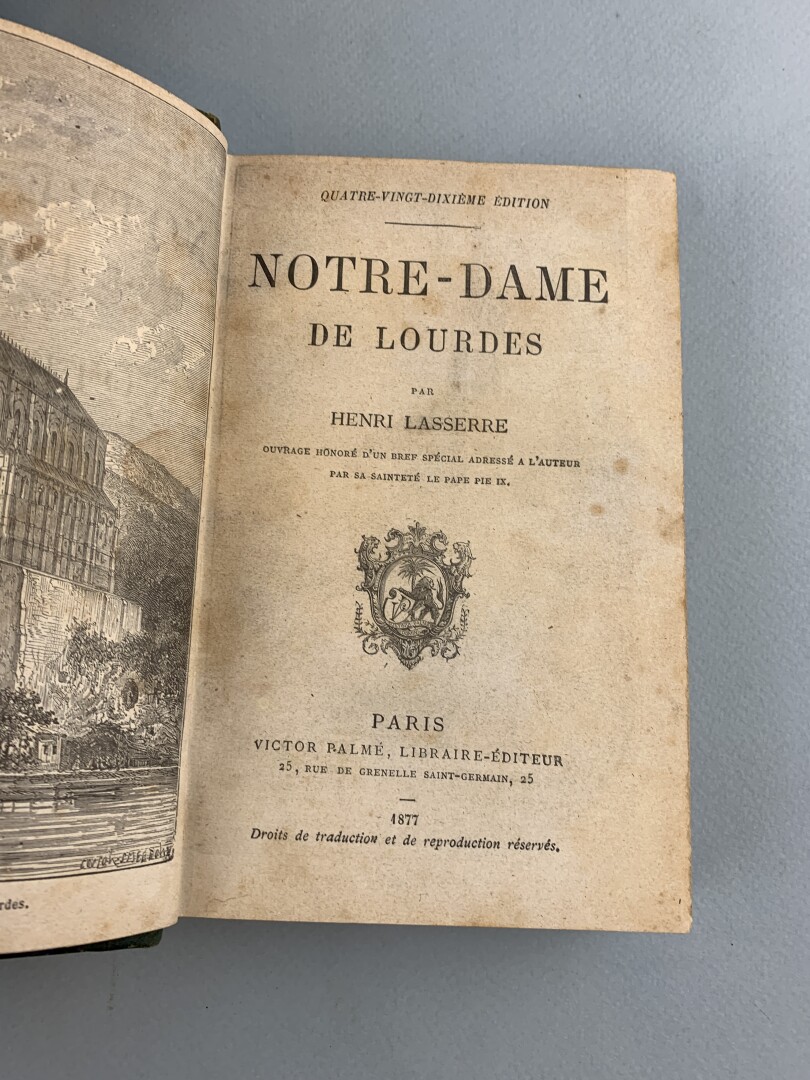 QUATRE-VINGT-DIXIÈME ÉDITION
NOTRE-DAME
DE LOURDES
PAR
HENRI LASSERRE
OUVRAGE HONORÉ D'UN BREF SPÉCIAL ADRESSÉ A L'AUTEUR
PAR SA SAINTETÉ LE PAPE PIE IX.
PARIS
VICTOR PALMÉ, LIBRAIRE-ÉDITEUR
25, RUE DE GRENELLE SAINT-GERMAIN, 25
1877
Droits de traduction et de reproduction réservés.
rdes.